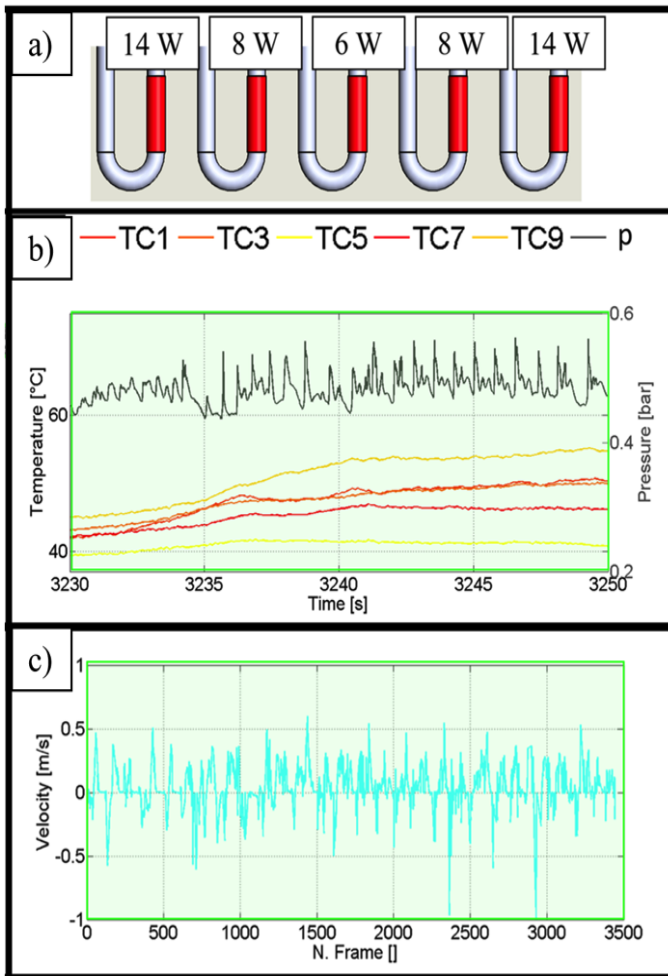 a)
14 W 8 W 6 W 8 W 14 W
b)
TC1 TC3 TC5 TC7 TC9 p
Temperature [°C]
60
40
0.6
0.4
0.2
Pressure [bar]
3230 3235 3240 3245 3250
Time [s]
c)
Velocity [m/s]
1
0.5
0
-0.5
-1
0 500 1000 1500 2000 2500 3000 3500
N. Frame []